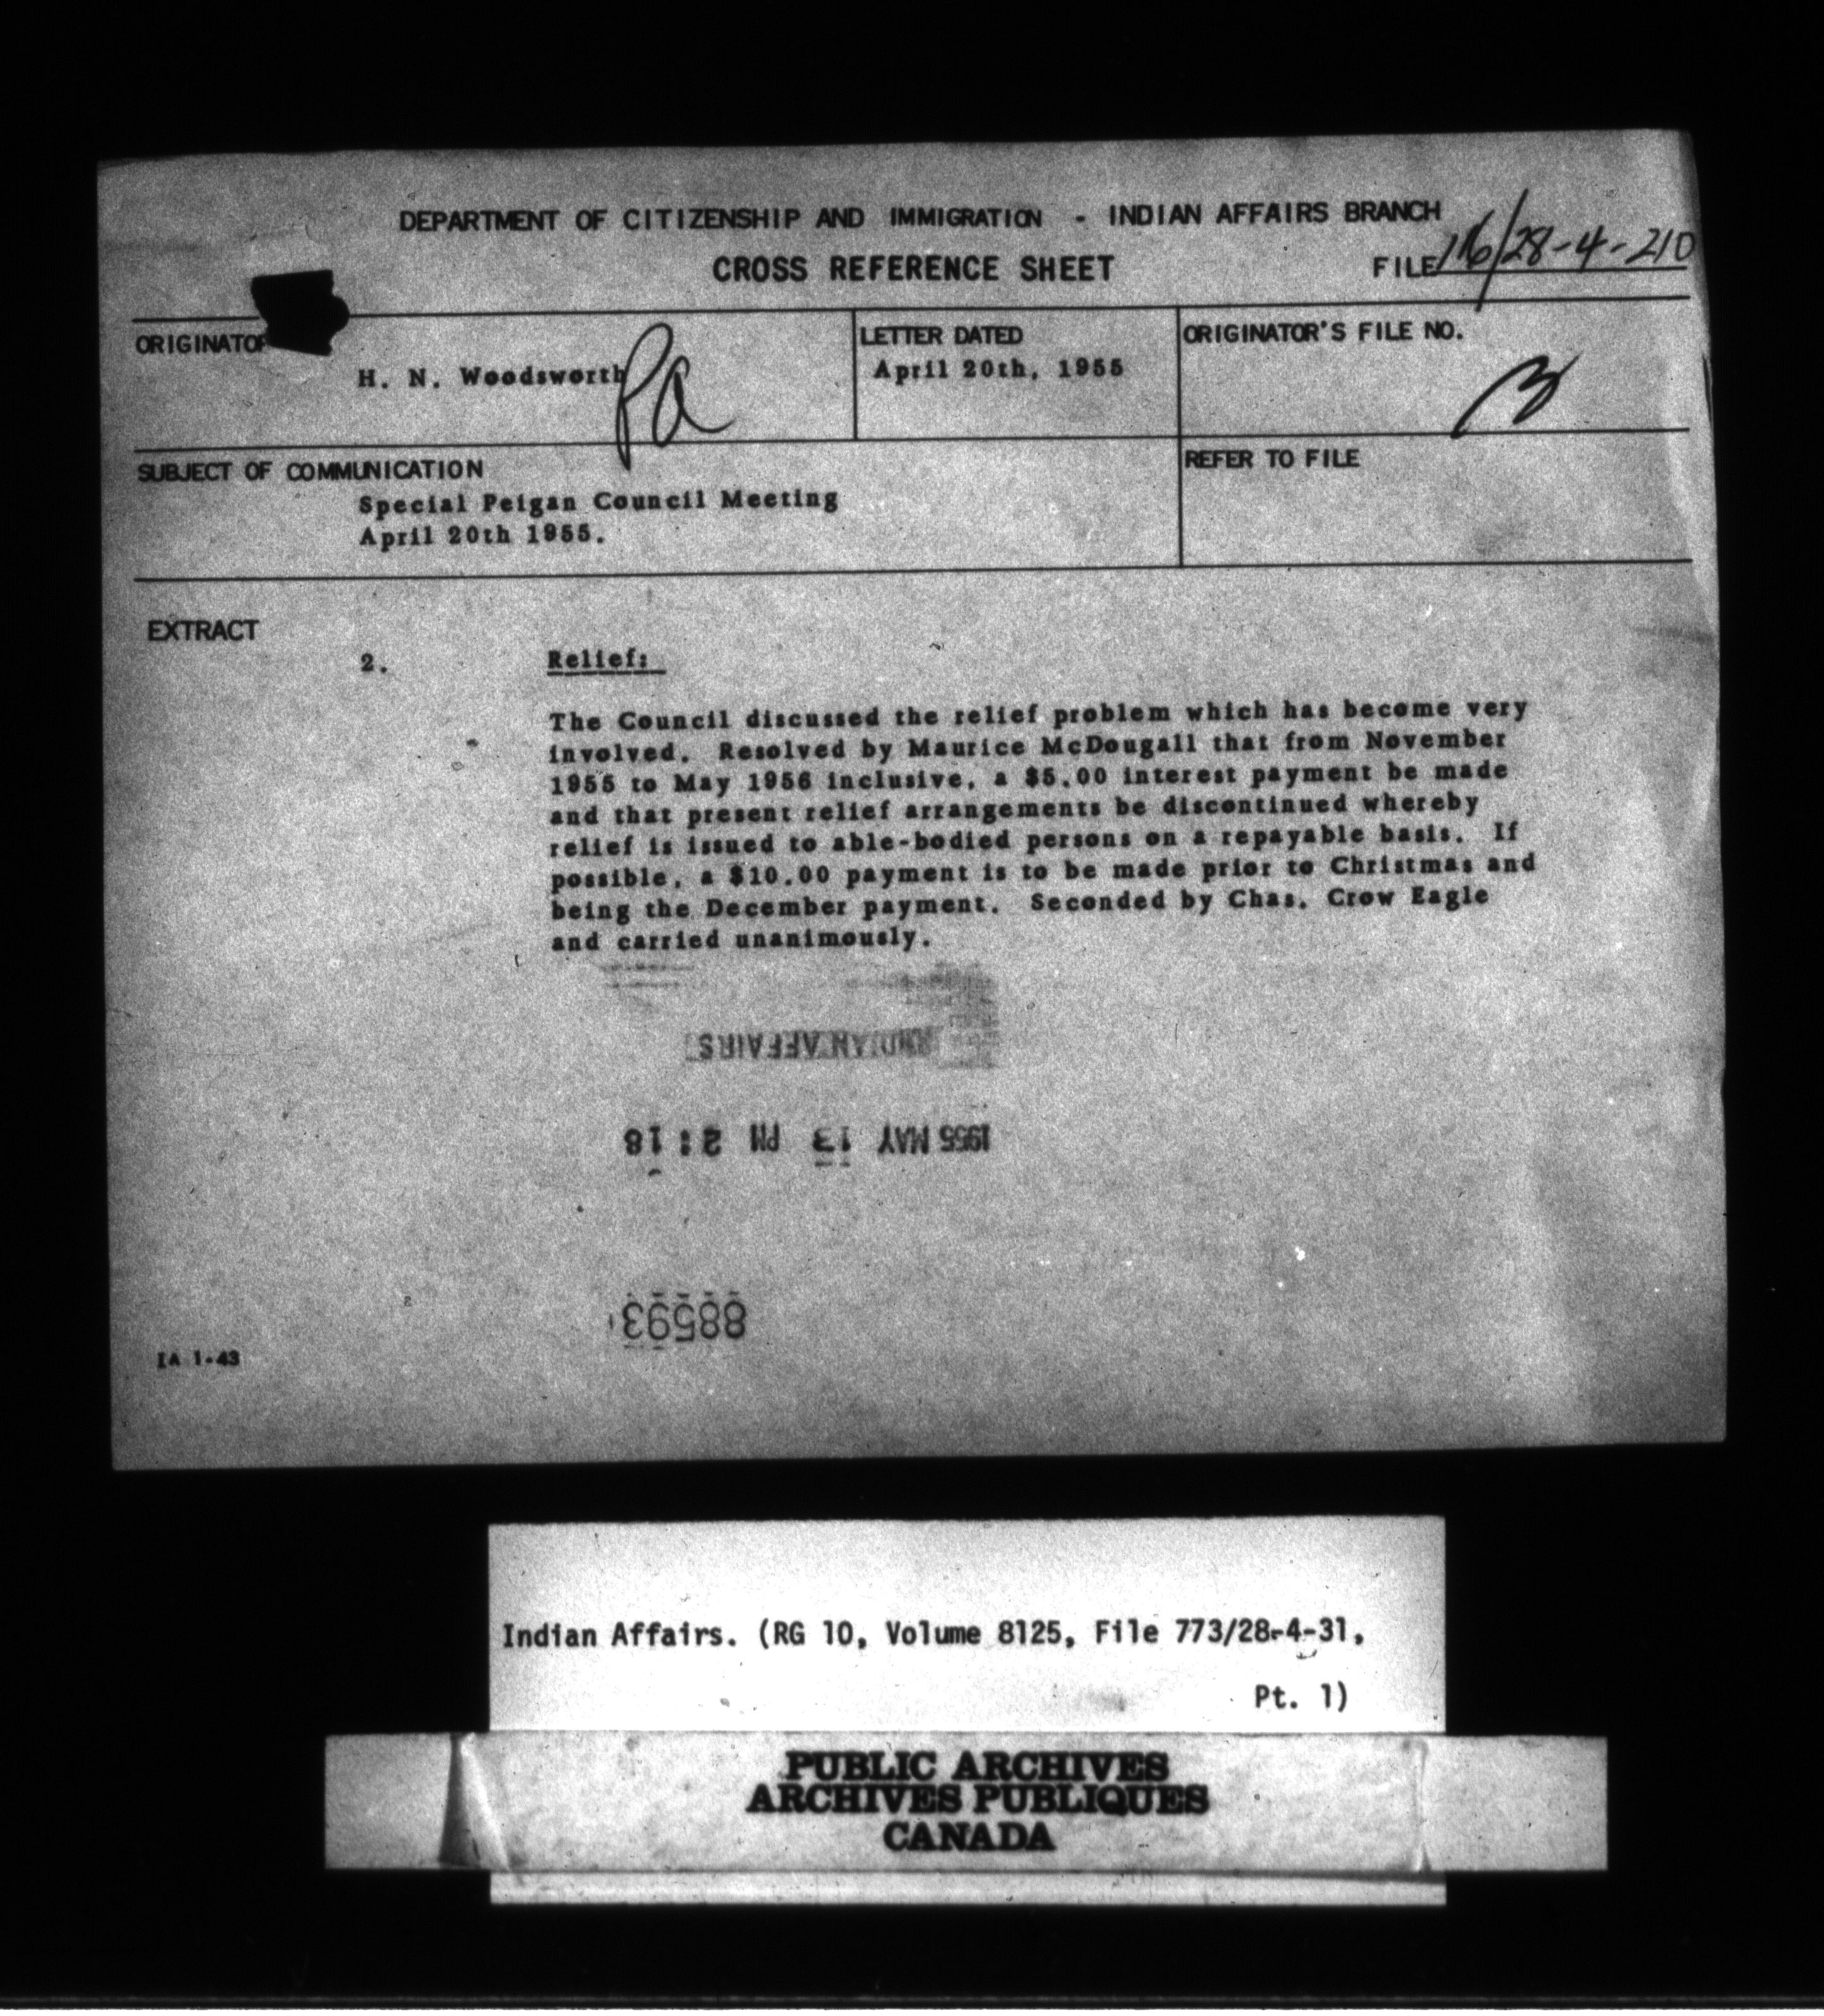 DEPARTMENT OF CITIZENSHIP AND IMMIGRATION - INDIAN AFFAIRS BRANCH
CROSS REFERENCE SHEET
FILE 116/28-4-210
ORIGINATOR
H. N. Woodsworth
Pa
LETTER DATED
April 20th, 1955
ORIGINATOR'S FILE NO.
SUBJECT OF COMMUNICATION
Special Peigan Council Meeting
April 20th 1955.
REFER TO FILE
EXTRACT
2. Relief:
The Council discussed the relief problem which has become very
involved. Resolved by Maurice McDougall that from November
1955 to May 1956 inclusive, a $5.00 interest payment be made
and that present relief arrangements be discontinued whereby
relief is issued to able-bodied persons on a repayable basis. If
possible, a $10.00 payment is to be made prior to Christmas and
being the December payment. Seconded by Chas. Crow Eagle
and carried unanimously.
INDIAN AFFAIRS
1955 MAY 13 PM 2:18
88593
IA 1-43
Indian Affairs. (RG 10, Volume 8125, File 773/28-4-31,
Pt. 1)
PUBLIC ARCHIVES
ARCHIVES PUBLIQUES
CANADA